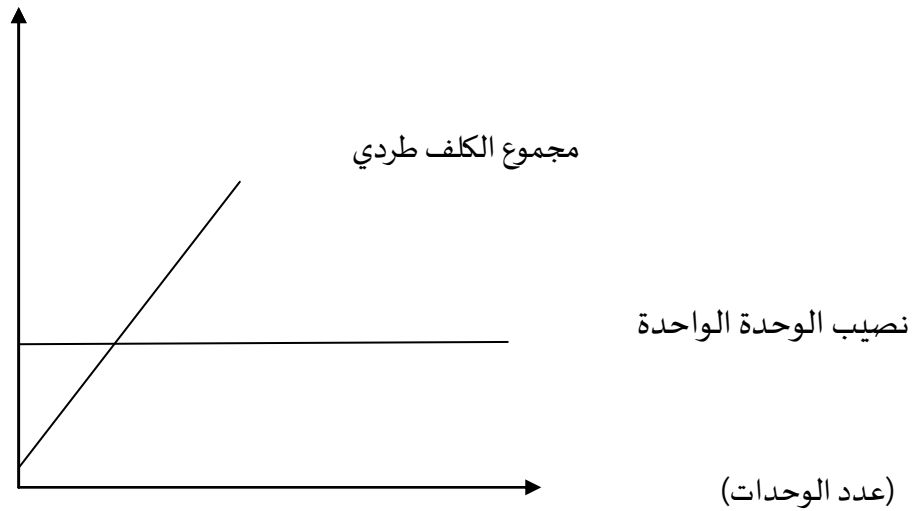 مجموع الكلف طردي
نصيب الوحدة الواحدة
(عدد الوحدات)